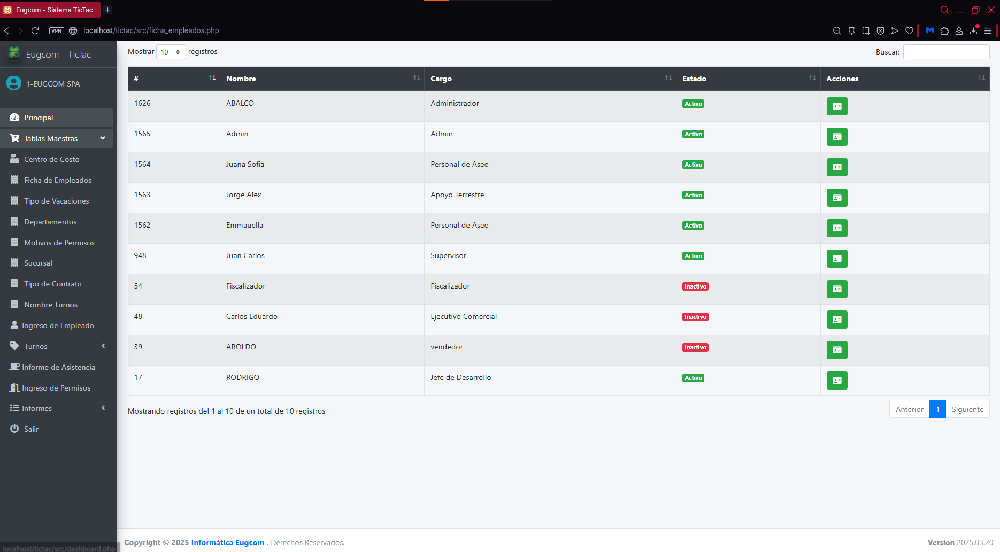 Eugcom - Sistema TicTac
VPN localhost/tictac/src/ficha_empleados.php
Eugcom - TicTac
1-EUGCOM SPA
Principal
Tablas Maestras
Centro de Costo
Ficha de Empleados
Tipo de Vacaciones
Departamentos
Motivos de Permisos
Sucursal
Tipo de Contrato
Nombre Turnos
Ingreso de Empleado
Turnos
Informe de Asistencia
Ingreso de Permisos
Informes
Salir
localhost/tictac/src/dashboard.php
Mostrar 10 registros
Buscar:
# Nombre Cargo Estado Acciones
1626 ABALCO Administrador Activo
1565 Admin Admin Activo
1564 Juana Sofia Personal de Aseo Activo
1563 Jorge Alex Apoyo Terrestre Activo
1562 Emmauella Personal de Aseo Activo
948 Juan Carlos Supervisor Activo
54 Fiscalizador Fiscalizador Inactivo
48 Carlos Eduardo Ejecutivo Comercial Inactivo
39 AROLDO vendedor Inactivo
17 RODRIGO Jefe de Desarrollo Activo
Mostrando registros del 1 al 10 de un total de 10 registros
Anterior 1 Siguiente
Copyright © 2025 Informática Eugcom . Derechos Reservados.
Version 2025.03.20